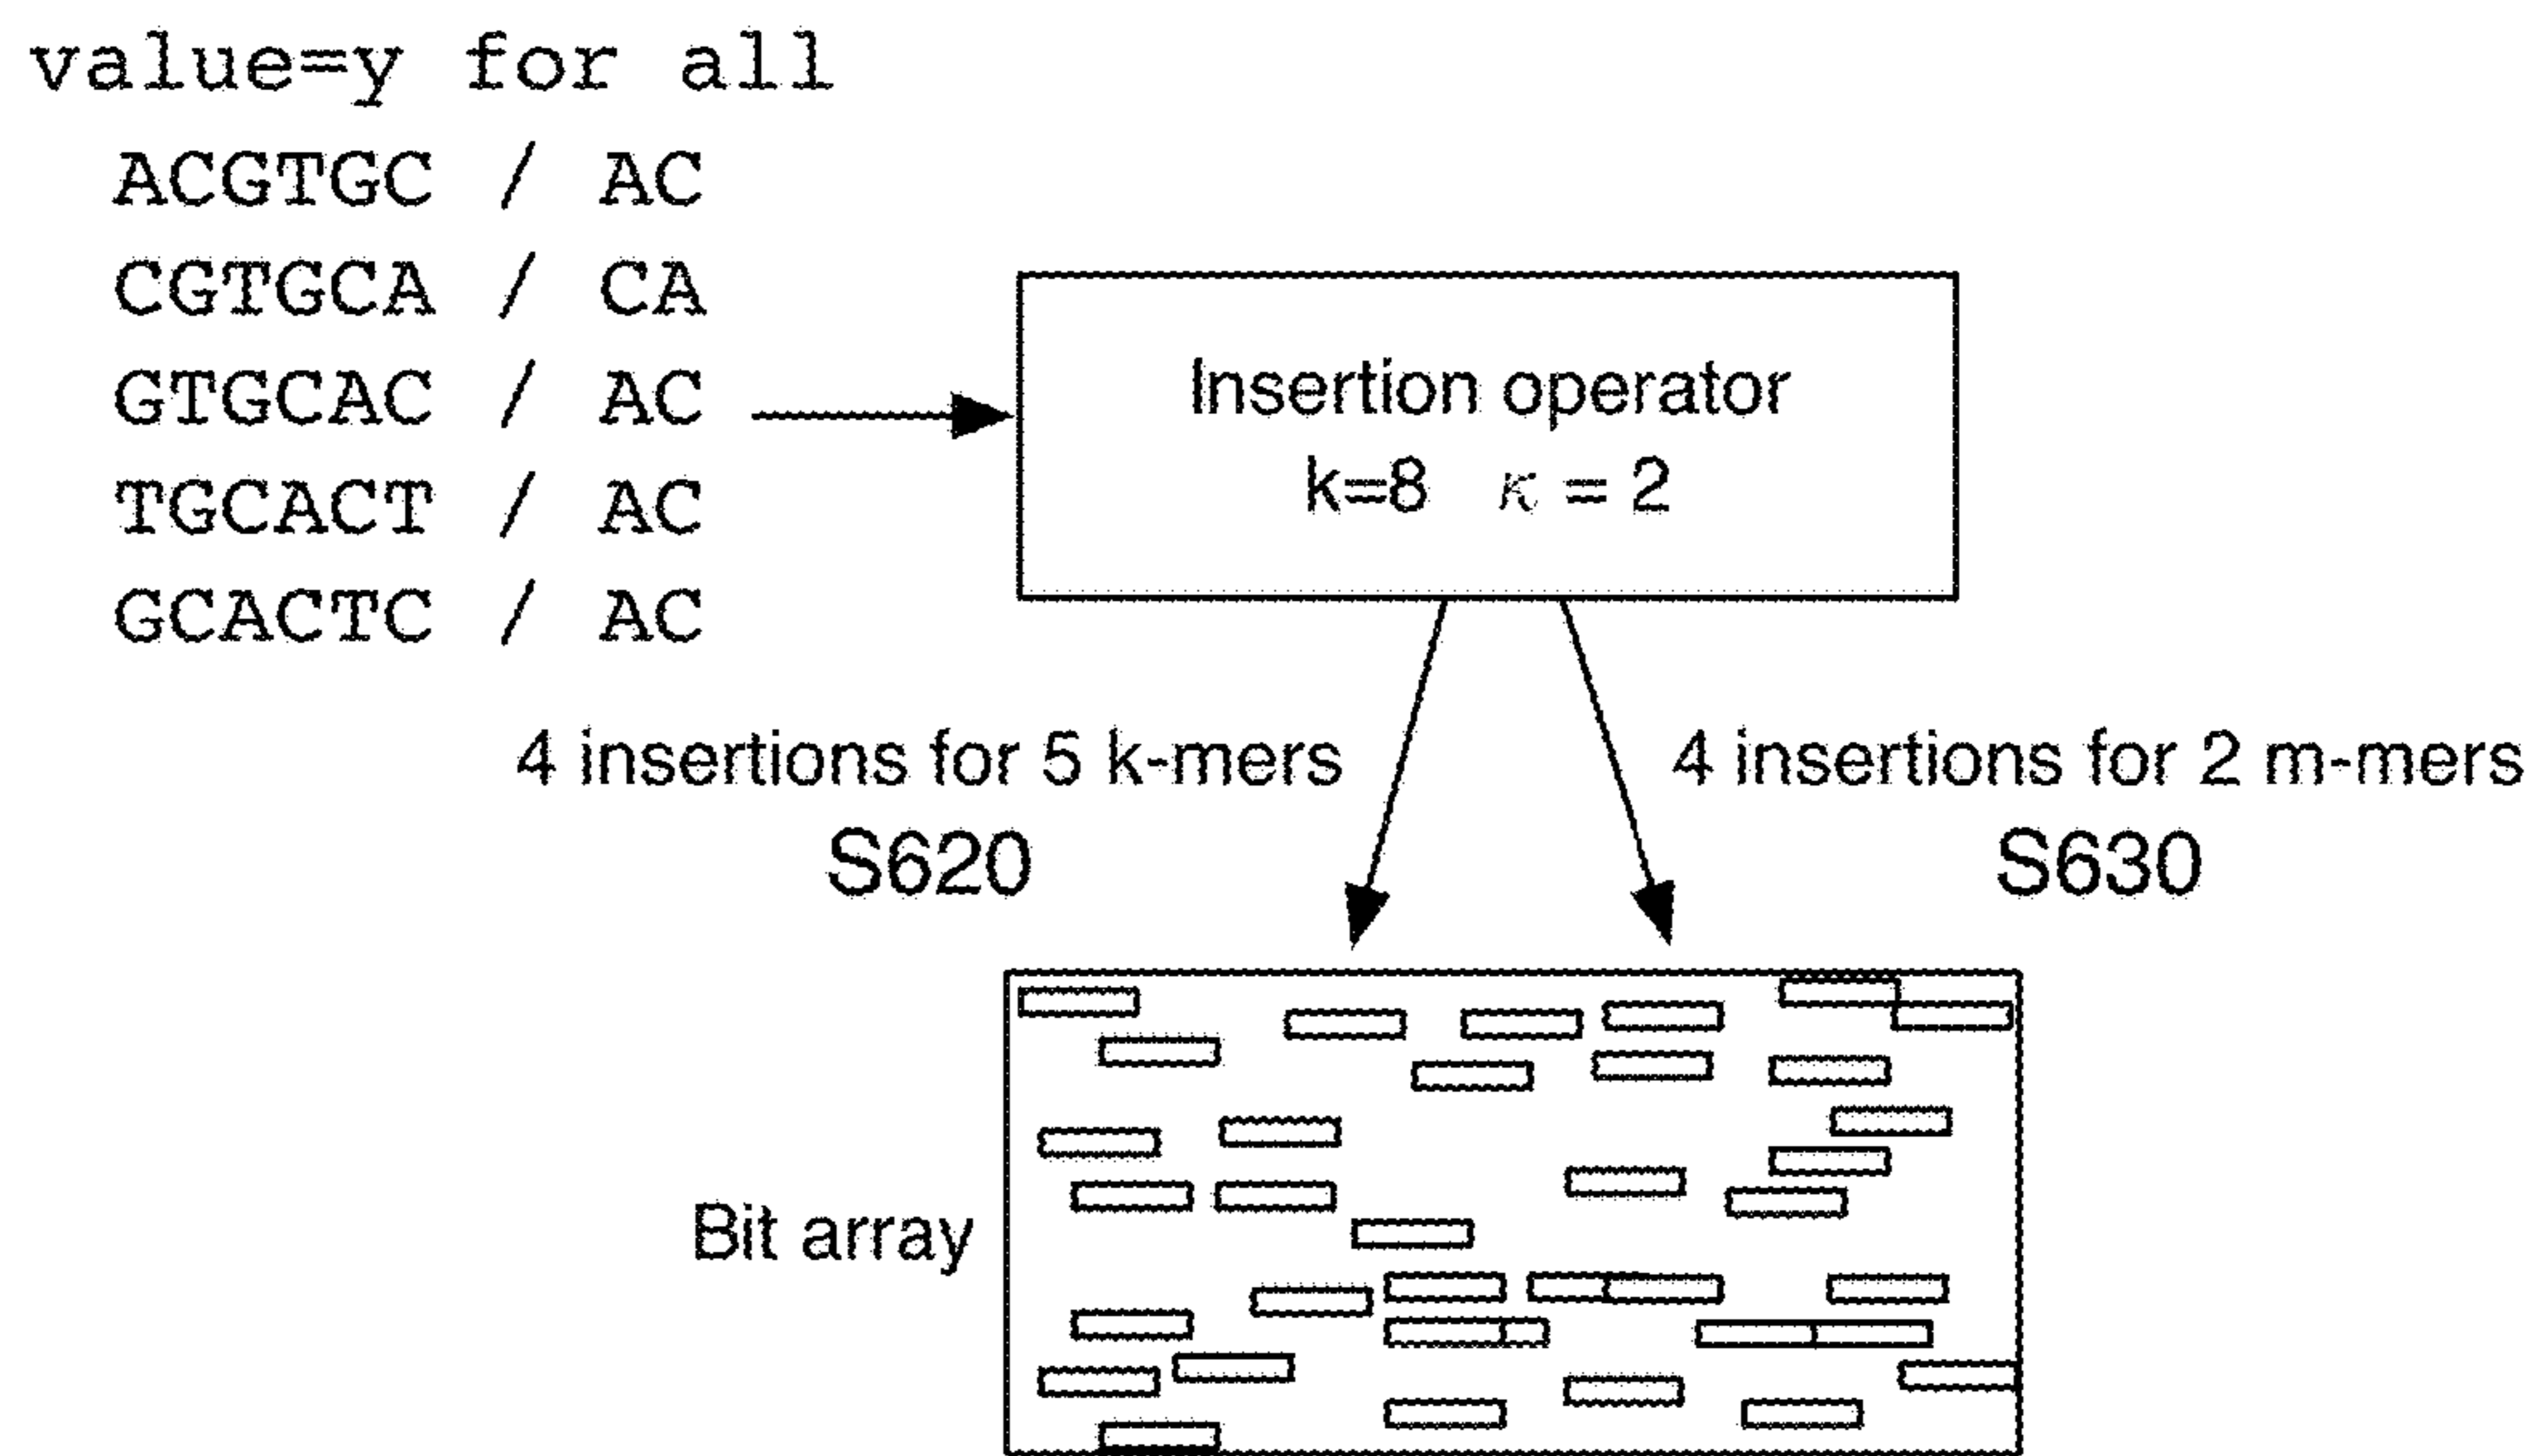 value=y for all
ACGTGC / AC
CGTGCA / CA
GTGCAC / AC
TGCACT / AC
GCACTC / AC
Insertion operator
k=8 κ = 2
4 insertions for 5 k-mers
S620
4 insertions for 2 m-mers
S630
Bit array